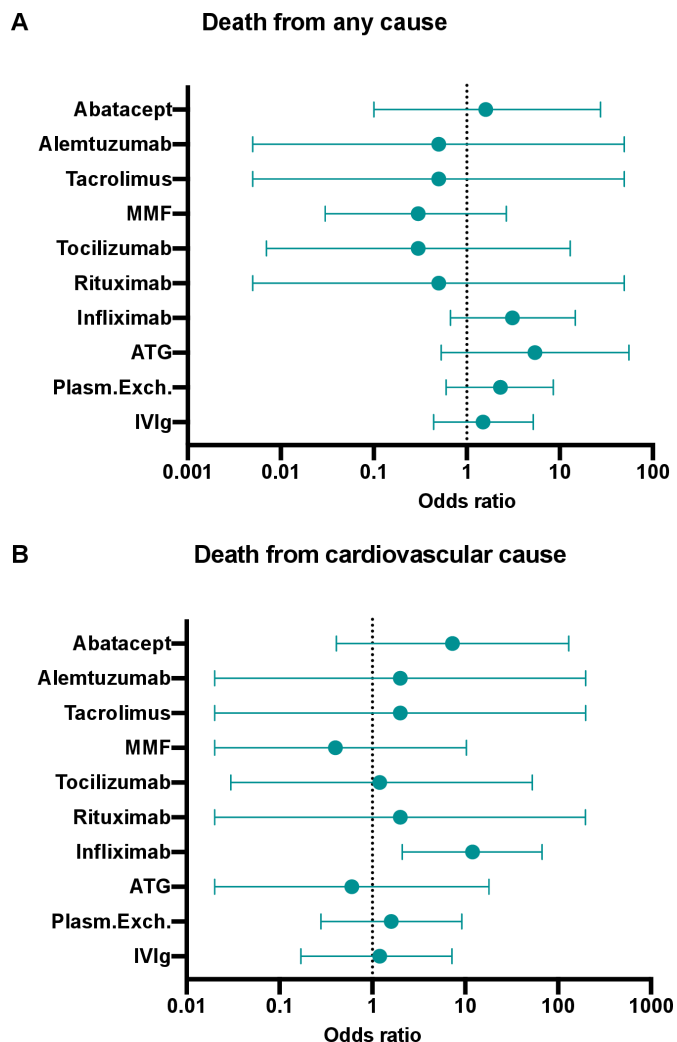 A
Death from any cause
Abatacept
Alemtuzumab
Tacrolimus
MMF
Tocilizumab
Rituximab
Infliximab
ATG
Plasm.Exch.
IVIg
0.001 0.01 0.1 1 10 100
Odds ratio
B
Death from cardiovascular cause
Abatacept
Alemtuzumab
Tacrolimus
MMF
Tocilizumab
Rituximab
Infliximab
ATG
Plasm.Exch.
IVIg
0.01 0.1 1 10 100 1000
Odds ratio